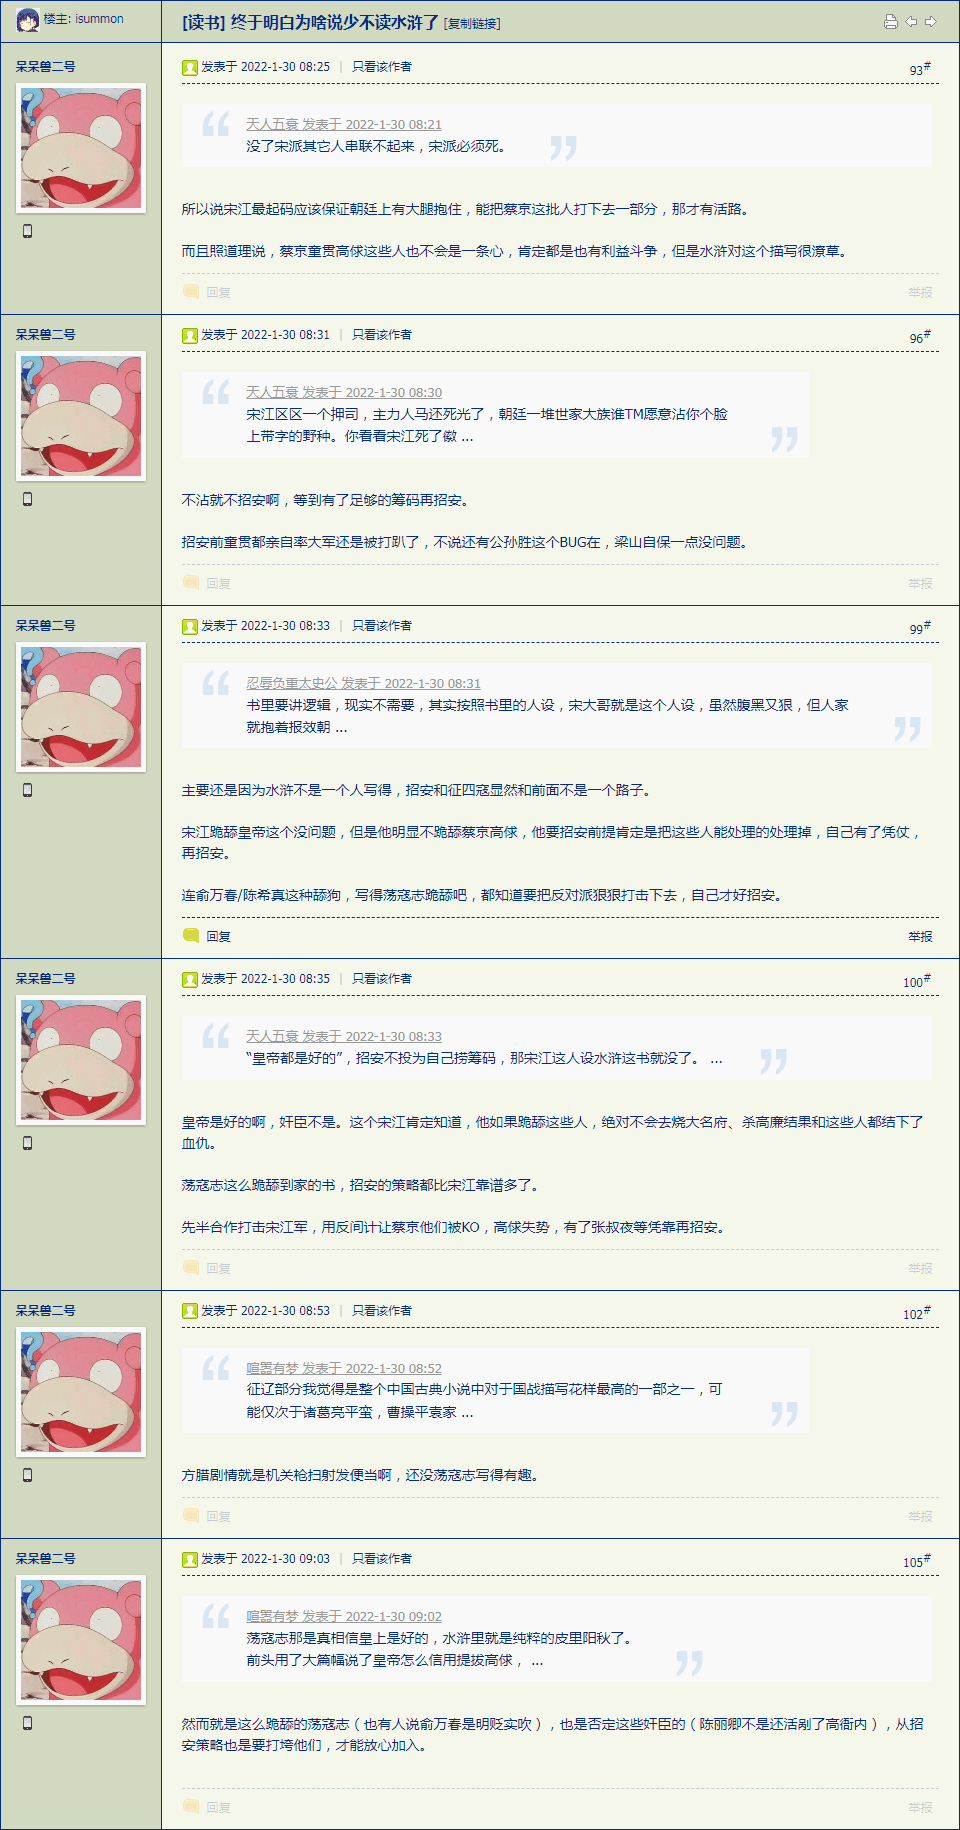 楼主: isummon
[读书] 终于明白为啥说少不读水浒了 [复制链接]
呆呆兽二号
发表于 2022-1-30 08:25 | 只看该作者
93#
天人五衰 发表于 2022-1-30 08:21
没了宋派其它人串联不起来，宋派必须死。
所以说宋江最起码应该保证朝廷上有大腿抱住，能把蔡京这批人打下去一部分，那才有活路。
而且照道理说，蔡京童贯高俅这些人也不会是一条心，肯定都是也有利益斗争，但是水浒对这个描写很潦草。
回复
举报
呆呆兽二号
发表于 2022-1-30 08:31 | 只看该作者
96#
天人五衰 发表于 2022-1-30 08:30
宋江区区一个押司，主力人马还死光了，朝廷一堆世家大族谁TM愿意沾你个脸
上带字的野种。你看看宋江死了徽 ...
不沾就不招安啊，等到有了足够的筹码再招安。
招安前童贯都亲自率大军还是被打趴了，不说还有公孙胜这个BUG在，梁山自保一点没问题。
回复
举报
呆呆兽二号
发表于 2022-1-30 08:33 | 只看该作者
99#
忍辱负重太史公 发表于 2022-1-30 08:31
书里要讲逻辑，现实不需要，其实按照书里的人设，宋大哥就是这个人设，虽然腹黑又狠，但人家
就抱着报效朝 ...
主要还是因为水浒不是一个人写得，招安和征四寇显然和前面不是一个路子。
宋江跪舔皇帝这个没问题，但是他明显不跪舔蔡京高俅，他要招安前提肯定是把这些人能处理的处理掉，自己有了凭仗，
再招安。
连俞万春/陈希真这种舔狗，写得荡寇志跪舔吧，都知道要把反对派狠狠打击下去，自己才好招安。
回复
举报
呆呆兽二号
发表于 2022-1-30 08:35 | 只看该作者
100#
天人五衰 发表于 2022-1-30 08:33
“皇帝都是好的”，招安不投为自己捞筹码，那宋江这人设水浒这书就没了。 ...
皇帝是好的啊，奸臣不是。这个宋江肯定知道，他如果跪舔这些人，绝对不会去烧大名府、杀高廉结果和这些人都结下了
血仇。
荡寇志这么跪舔到家的书，招安的策略都比宋江靠谱多了。
先半合作打击宋江军，用反间计让蔡京他们被KO，高俅失势，有了张叔夜等凭靠再招安。
回复
举报
呆呆兽二号
发表于 2022-1-30 08:53 | 只看该作者
102#
喧嚣有梦 发表于 2022-1-30 08:52
征辽部分我觉得是整个中国古典小说中对于国战描写花样最高的一部之一，可
能仅次于诸葛亮平蛮，曹操平袁家 ...
方腊剧情就是机关枪扫射发便当啊，还没荡寇志写得有趣。
回复
举报
呆呆兽二号
发表于 2022-1-30 09:03 | 只看该作者
105#
喧嚣有梦 发表于 2022-1-30 09:02
荡寇志那是真相信皇上是好的，水浒里就是纯粹的皮里阳秋了。
前头用了大篇幅说了皇帝怎么信用提拔高俅， ...
然而就是这么跪舔的荡寇志（也有人说俞万春是明贬实吹），也是否定这些奸臣的（陈丽卿不是还活剐了高衙内），从招
安策略也是要打垮他们，才能放心加入。
回复
举报